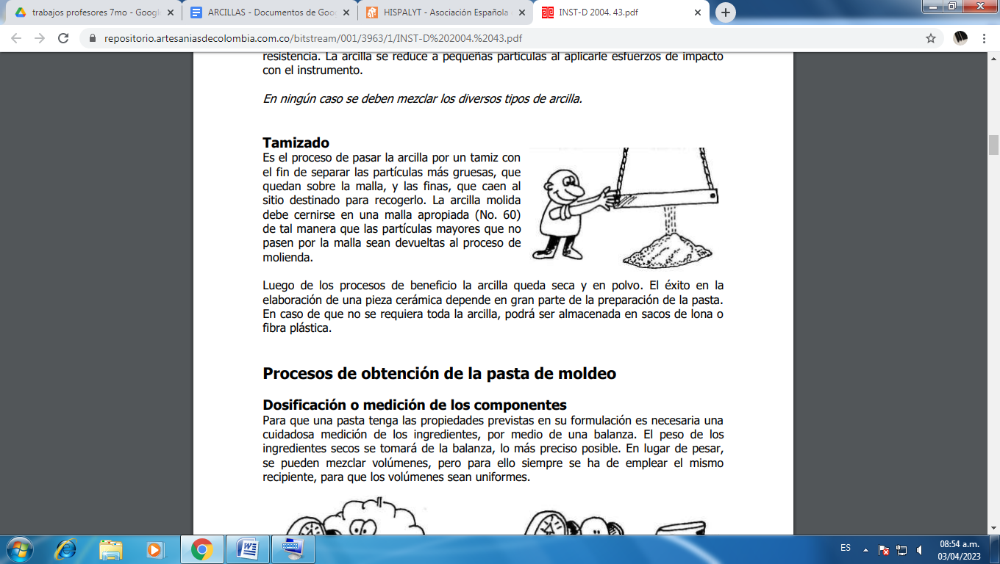 trabajos profesores 7mo - Googl
ARCILLAS - Documentos de Goo
HISPALYT - Asociación Española
INST-D 2004. 43.pdf
repositorio.artesaniasdecolombia.com.co/bitstream/001/3963/1/INST-D%202004.%2043.pdf
resistencia. La arcilla se reduce a pequeñas partículas al aplicarle esfuerzos de impacto
con el instrumento.
En ningún caso se deben mezclar los diversos tipos de arcilla.
Tamizado
Es el proceso de pasar la arcilla por un tamiz con
el fin de separar las partículas más gruesas, que
quedan sobre la malla, y las finas, que caen al
sitio destinado para recogerlo. La arcilla molida
debe cernirse en una malla apropiada (No. 60)
de tal manera que las partículas mayores que no
pasen por la malla sean devueltas al proceso de
molienda.
Luego de los procesos de beneficio la arcilla queda seca y en polvo. El éxito en la
elaboración de una pieza cerámica depende en gran parte de la preparación de la pasta.
En caso de que no se requiera toda la arcilla, podrá ser almacenada en sacos de lona o
fibra plástica.
Procesos de obtención de la pasta de moldeo
Dosificación o medición de los componentes
Para que una pasta tenga las propiedades previstas en su formulación es necesaria una
cuidadosa medición de los ingredientes, por medio de una balanza. El peso de los
ingredientes secos se tomará de la balanza, lo más preciso posible. En lugar de pesar,
se pueden mezclar volúmenes, pero para ello siempre se ha de emplear el mismo
recipiente, para que los volúmenes sean uniformes.
ES
08:54 a.m.
03/04/2023